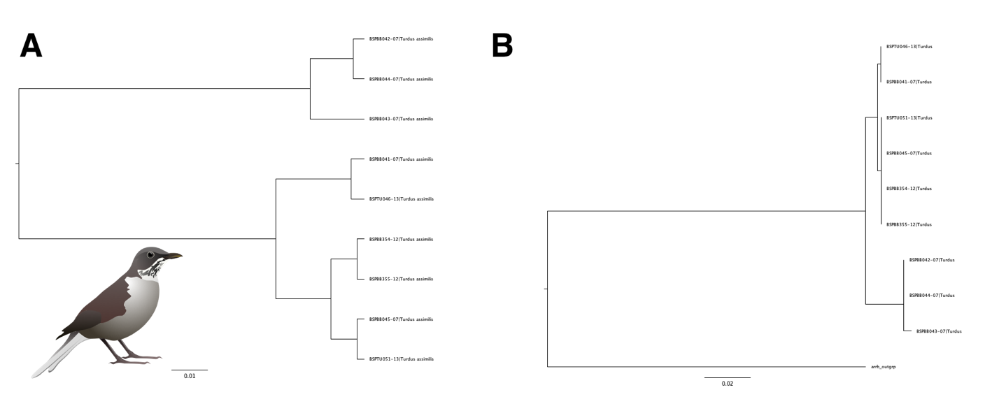 A
BSPBB042-07|Turdus assimilis
BSPBB044-07|Turdus assimilis
BSPBB043-07|Turdus assimilis
BSPBB041-07|Turdus assimilis
BSPTU046-13|Turdus assimilis
BSPBB354-12|Turdus assimilis
BSPBB355-12|Turdus assimilis
BSPBB045-07|Turdus assimilis
BSPTU051-13|Turdus assimilis
0.01
B
BSPTU046-13|Turdus
BSPBB041-07|Turdus
BSPTU051-13|Turdus
BSPBB045-07|Turdus
BSPBB354-12|Turdus
BSPBB355-12|Turdus
BSPBB042-07|Turdus
BSPBB044-07|Turdus
BSPBB043-07|Turdus
arrb_outgrp
0.02